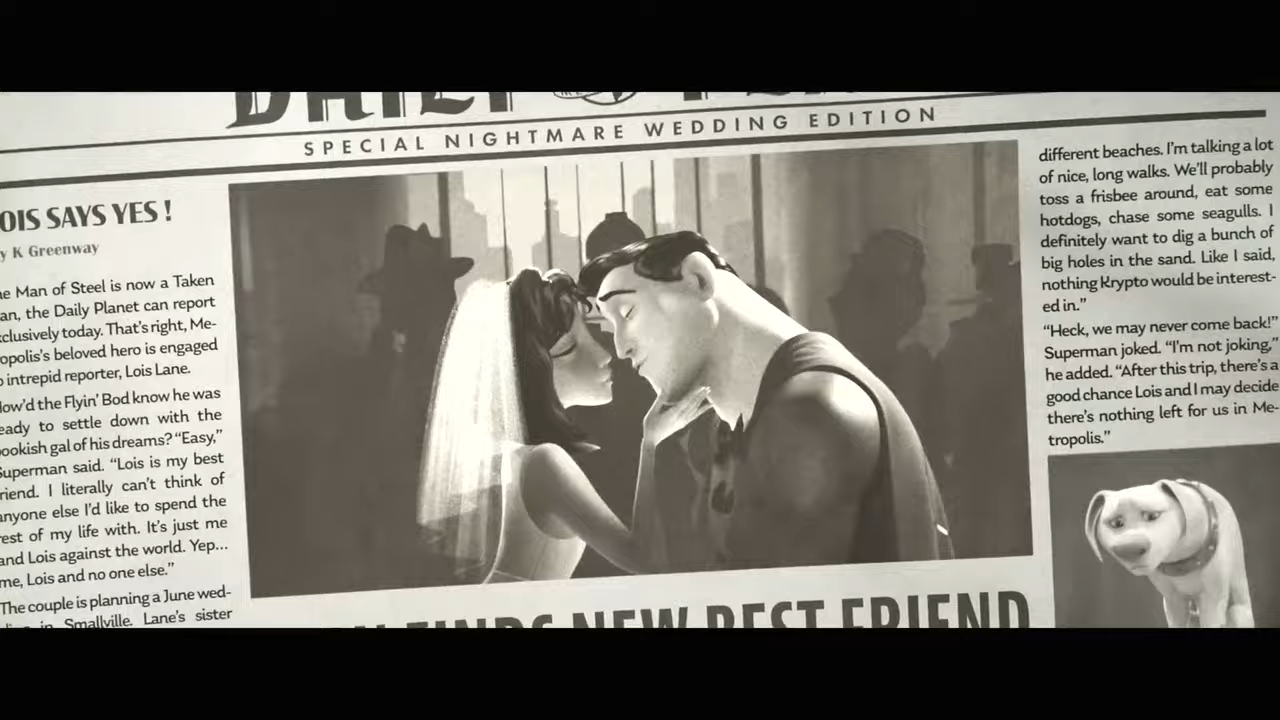 DAILY
SPECIAL NIGHTMARE WEDDING EDITION
OIS SAYS YES!
y K Greenway
e Man of Steel is now a Taken
an, the Daily Planet can report
xclusively today. That's right, Me-
ropolis's beloved hero is engaged
o intrepid reporter, Lois Lane.
How'd the Flyin' Bod know he was
eady to settle down with the
ookish gal of his dreams? "Easy,"
Superman said. "Lois is my best
riend. I literally can't think of
anyone else I'd like to spend the
rest of my life with. It's just me
and Lois against the world. Yep...
me, Lois and no one else."
The couple is planning a June wed-
in Smallville. Lane's sister
FINDS NEW BEST FRIEND
different beaches. I'm talking a lot
of nice, long walks. We'll probably
toss a frisbee around, eat some
hotdogs, chase some seagulls. I
definitely want to dig a bunch of
big holes in the sand. Like I said,
nothing Krypto would be interest-
ed in."
"Heck, we may never come back!"
Superman joked. "I'm not joking,"
he added. "After this trip, there's a
good chance Lois and I may decide
there's nothing left for us in Me-
tropolis."